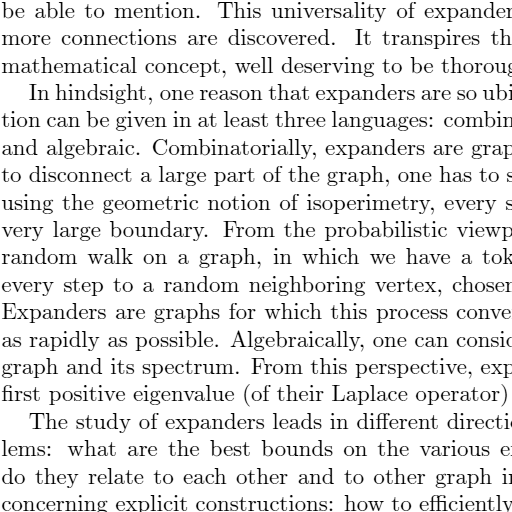 be able to mention. This universality of expander
more connections are discovered. It transpires th
mathematical concept, well deserving to be thoroug
In hindsight, one reason that expanders are so ubi
tion can be given in at least three languages: combin
and algebraic. Combinatorially, expanders are grap
to disconnect a large part of the graph, one has to s
using the geometric notion of isoperimetry, every s
very large boundary. From the probabilistic viewp
random walk on a graph, in which we have a tok
every step to a random neighboring vertex, chosen
Expanders are graphs for which this process conve
as rapidly as possible. Algebraically, one can consid
graph and its spectrum. From this perspective, exp
first positive eigenvalue (of their Laplace operator)
The study of expanders leads in different directi
lems: what are the best bounds on the various e
do they relate to each other and to other graph in
concerning explicit constructions: how to efficiently